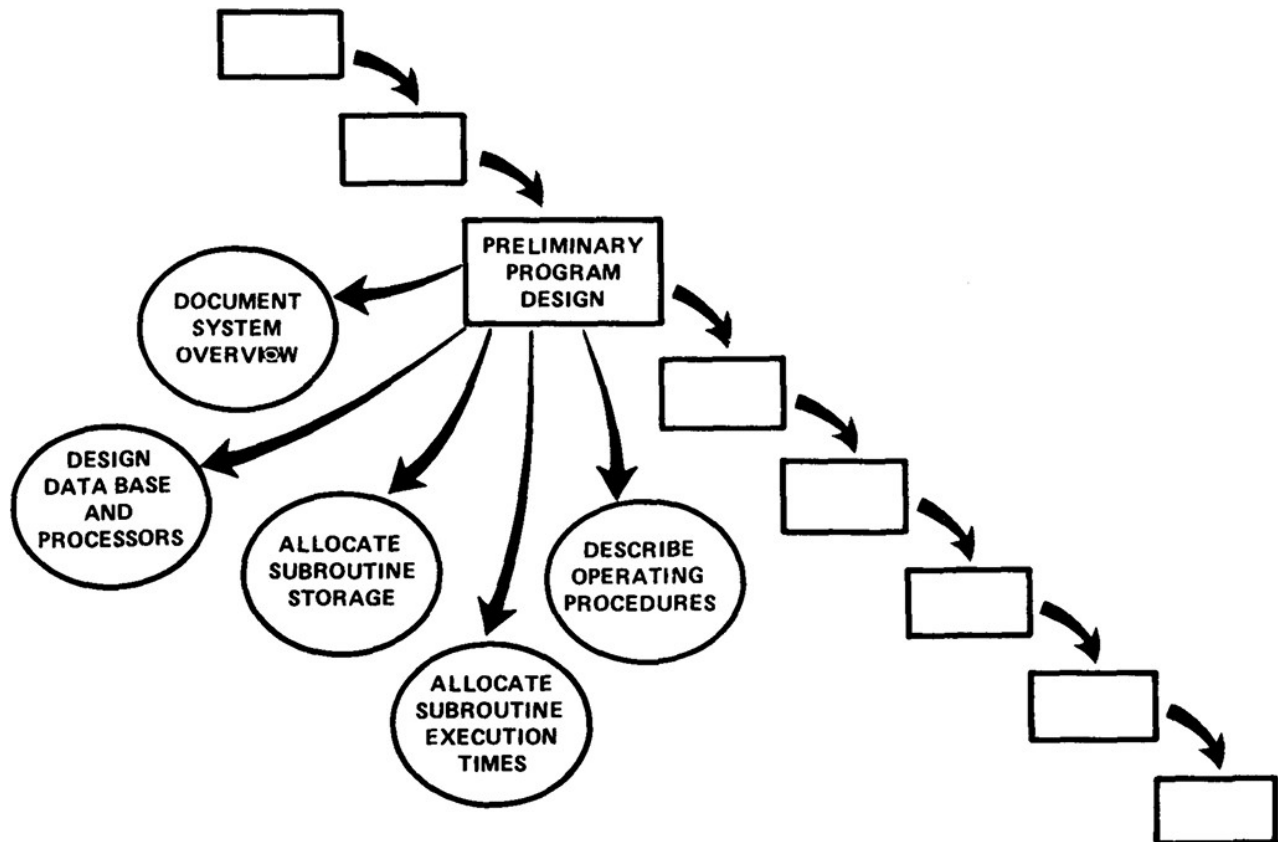 PRELIMINARY
PROGRAM
DESIGN
DOCUMENT
SYSTEM
OVERVIEW
DESIGN
DATA BASE
AND
PROCESSORS
ALLOCATE
SUBROUTINE
STORAGE
DESCRIBE
OPERATING
PROCEDURES
ALLOCATE
SUBROUTINE
EXECUTION
TIMES